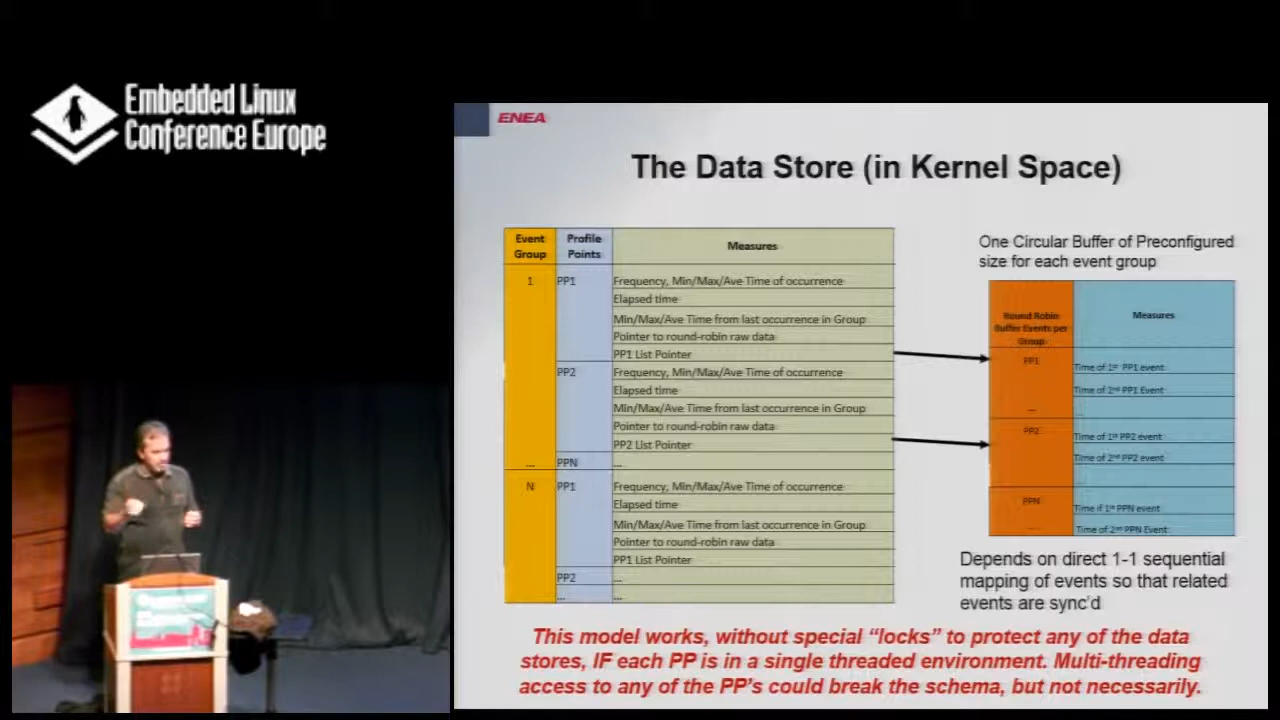 Embedded Linux
Conference Europe
ENEA
The Data Store (in Kernel Space)
Event
Group
Profile
Points
Measures
1
PP1
Frequency, Min/Max/Ave Time of occurrence
Elapsed time
Min/Max/Ave Time from last occurrence in Group
Pointer to round-robin raw data
PP1 List Pointer
PP2
Frequency, Min/Max/Ave Time of occurrence
Elapsed time
Min/Max/Ave Time from last occurrence in Group
Pointer to round-robin raw data
PP2 List Pointer
...
PPN
...
N
PP1
Frequency, Min/Max/Ave Time of occurrence
Elapsed time
Min/Max/Ave Time from last occurrence in Group
Pointer to round-robin raw data
PP1 List Pointer
PP2
...
...
...
One Circular Buffer of Preconfigured
size for each event group
Round Robin
Buffer Events per
Group
Measures
PP1
Time of 1st PP1 event
Time of 2nd PP1 Event
...
...
PP2
Time of 1st PP2 event
Time of 2nd PP2 event
PPN
Time if 1st PPN event
...
Time of 2nd PPN Event
Depends on direct 1-1 sequential
mapping of events so that related
events are sync'd
This model works, without special “locks” to protect any of the data
stores, IF each PP is in a single threaded environment. Multi-threading
access to any of the PP's could break the schema, but not necessarily.